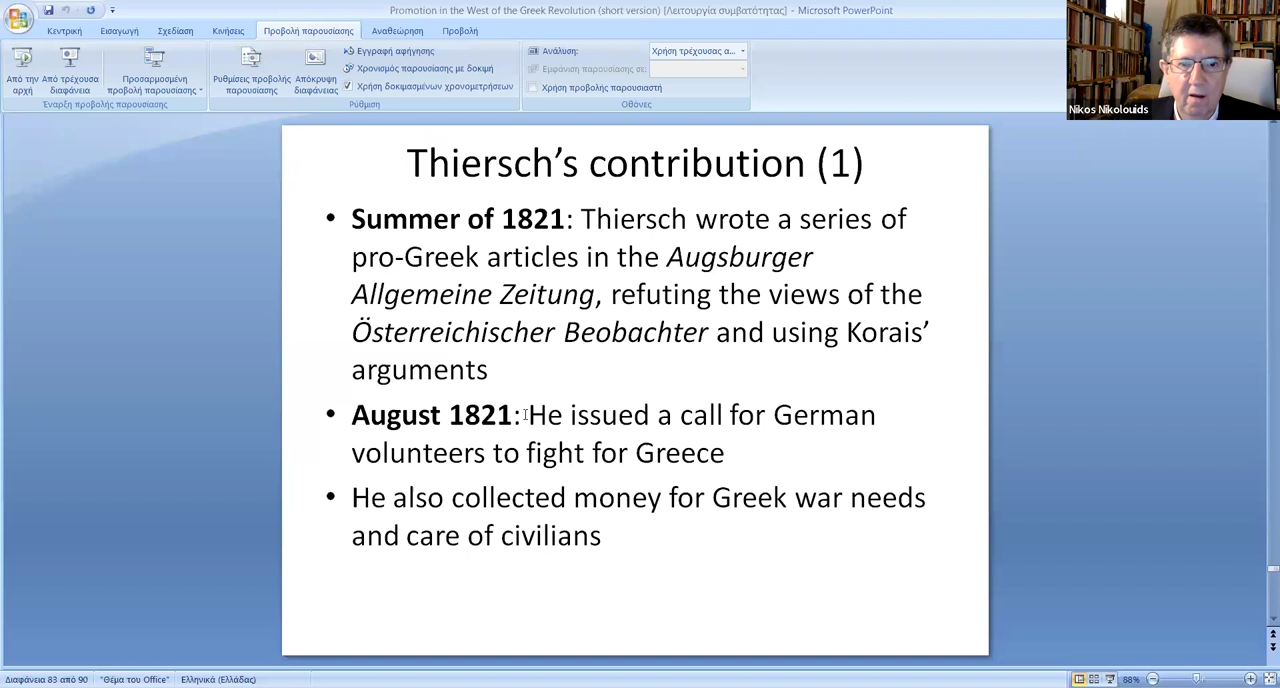 Promotion in the West of the Greek Revolution (short version) [Λειτουργία συμβατότητας] - Microsoft PowerPoint
Κεντρική Εισαγωγή Σχεδίαση Κινήσεις Προβολή παρουσίασης Αναθεώρηση Προβολή
Από την αρχή
Από τρέχουσα διαφάνεια
Προσαρμοσμένη προβολή παρουσίασης
Έναρξη προβολής παρουσίασης
Ρυθμίσεις προβολής παρουσίασης
Απόκρυψη διαφάνειας
Εγγραφή αφήγησης
Χρονισμός παρουσίασης με δοκιμή
Χρήση δοκιμασμένων χρονομετρήσεων
Ρύθμιση
Ανάλυση: Χρήση τρέχουσας α...
Εμφάνιση παρουσίασης σε:
Χρήση προβολής παρουσιαστή
Οθόνες
Nikos Nikolouids
Thiersch’s contribution (1)
• Summer of 1821: Thiersch wrote a series of
pro-Greek articles in the Augsburger
Allgemeine Zeitung, refuting the views of the
Österreichischer Beobachter and using Korais’
arguments
• August 1821: He issued a call for German
volunteers to fight for Greece
• He also collected money for Greek war needs
and care of civilians
Διαφάνεια 83 από 90 "Θέμα του Office" Ελληνικά (Ελλάδας) 88%